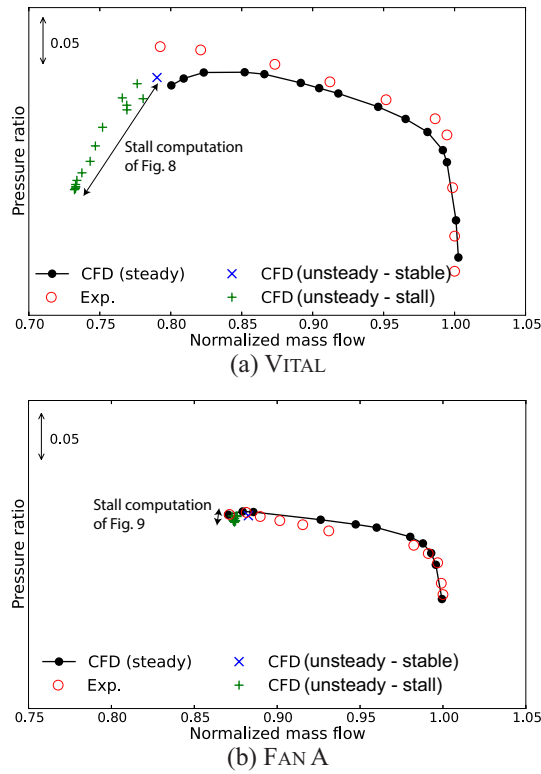 0.05
Pressure ratio
Stall computation
of Fig. 8
CFD (steady)
CFD (unsteady - stable)
Exp.
CFD (unsteady - stall)
0.70 0.75 0.80 0.85 0.90 0.95 1.00 1.05
Normalized mass flow
(a) VITAL
0.05
Pressure ratio
Stall computation
of Fig. 9
CFD (steady)
CFD (unsteady - stable)
Exp.
CFD (unsteady - stall)
0.75 0.80 0.85 0.90 0.95 1.00 1.05
Normalized mass flow
(b) FAN A